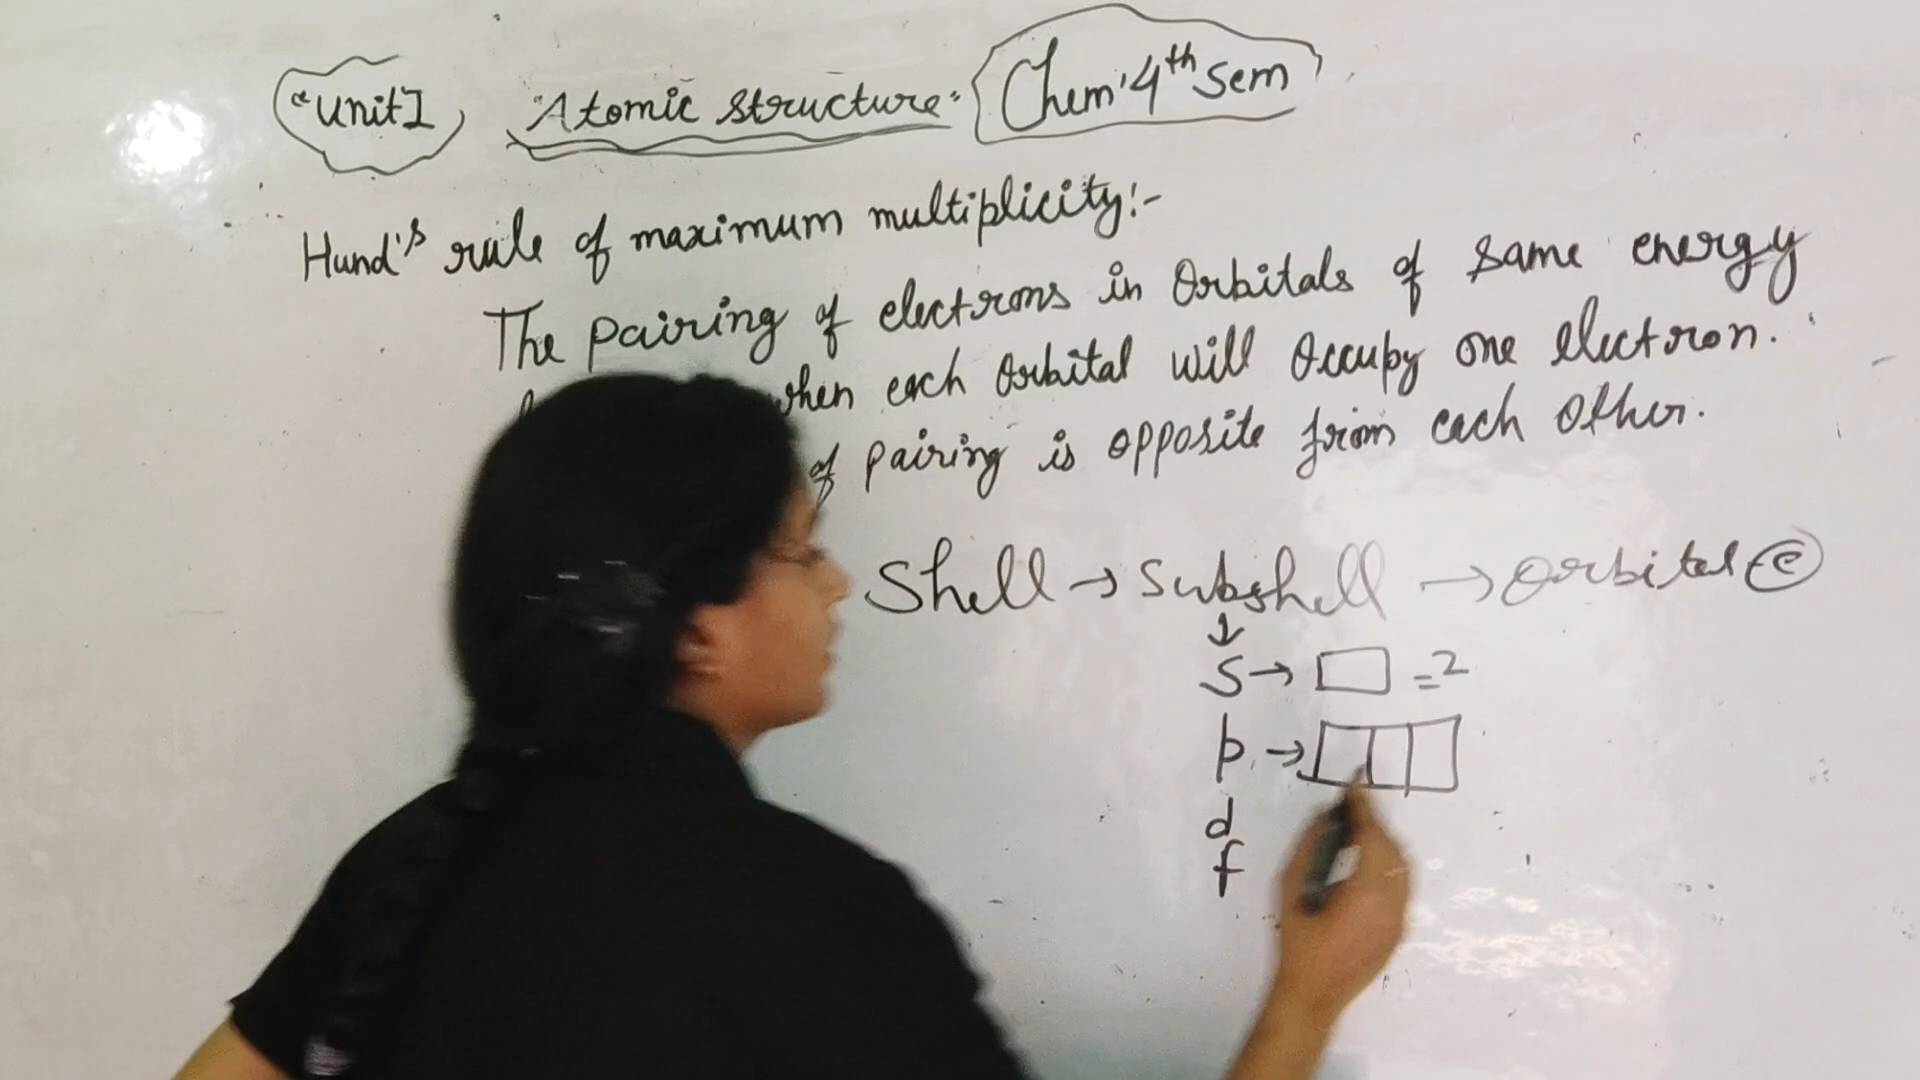 "Unit I
"Atomic structure"
Chem. 4th Sem
Hund's rule of maximum multiplicity:-
The pairing of electrons in Orbitals of same energy
when each Orbital will Occupy one electron.
of pairing is opposite from each other.
Shell → Subshell → Orbital e
↓
S → =2
p →
d
f